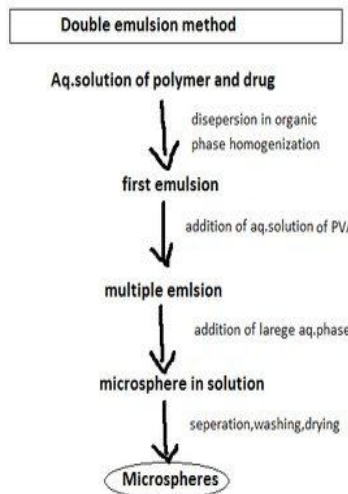 Double emulsion method
Aq.solution of polymer and drug
disepersion in organic
phase homogenization
first emulsion
addition of aq.solution of PVA
multiple emlsion
addition of larege aq.phase
microsphere in solution
seperation,washing,drying
Microspheres